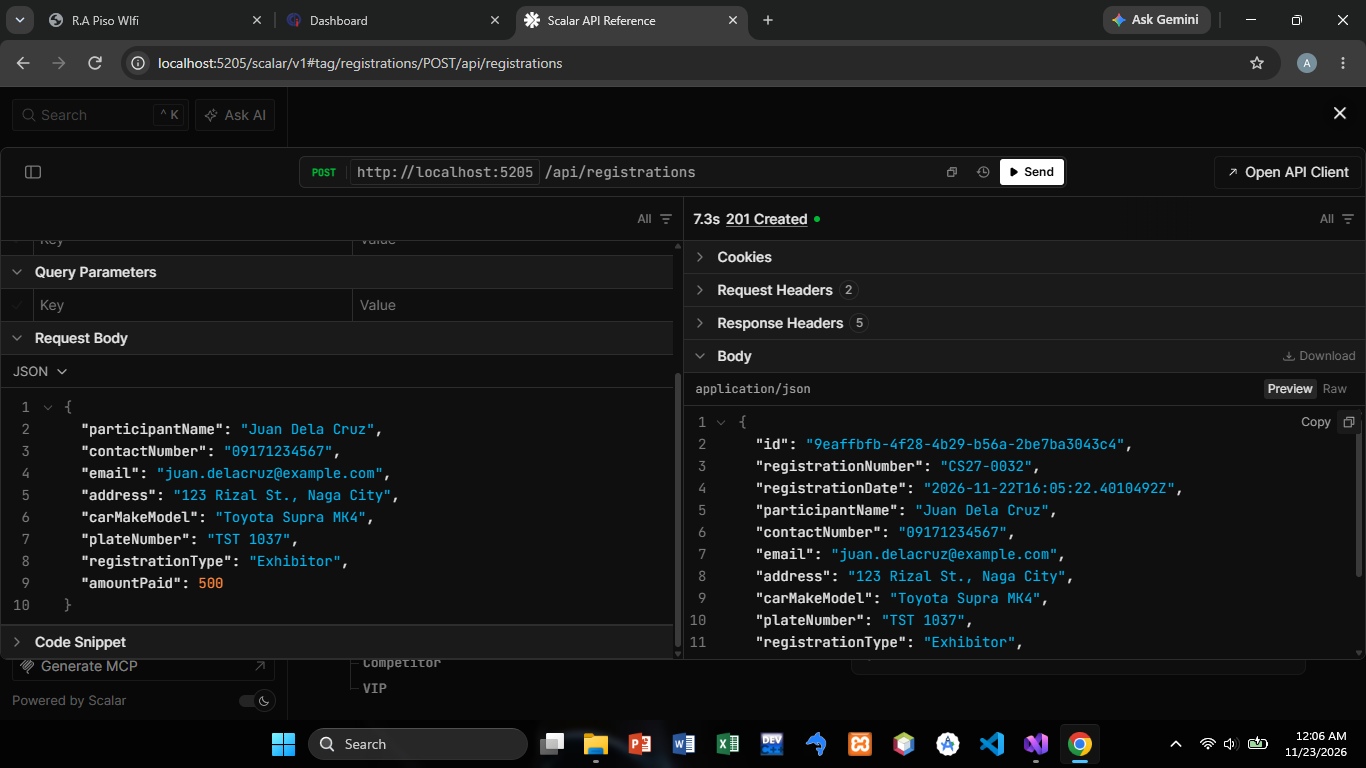 R.A Piso WIfi
Dashboard
Scalar API Reference
Ask Gemini
localhost:5205/scalar/v1#tag/registrations/POST/api/registrations
A
Search
^ K
Ask AI
POST
http://localhost:5205
/api/registrations
Send
Open API Client
All
7.3s 201 Created
All
Key
Value
Query Parameters
Key
Value
Request Body
JSON
1 {
2 "participantName": "Juan Dela Cruz",
3 "contactNumber": "09171234567",
4 "email": "juan.delacruz@example.com",
5 "address": "123 Rizal St., Naga City",
6 "carMakeModel": "Toyota Supra MK4",
7 "plateNumber": "TST 1037",
8 "registrationType": "Exhibitor",
9 "amountPaid": 500
10 }
Code Snippet
Cookies
Request Headers 2
Response Headers 5
Body
Download
application/json
Preview
Raw
Copy
1 {
2 "id": "9eaffbfb-4f28-4b29-b56a-2be7ba3043c4",
3 "registrationNumber": "CS27-0032",
4 "registrationDate": "2026-11-22T16:05:22.4010492Z",
5 "participantName": "Juan Dela Cruz",
6 "contactNumber": "09171234567",
7 "email": "juan.delacruz@example.com",
8 "address": "123 Rizal St., Naga City",
9 "carMakeModel": "Toyota Supra MK4",
10 "plateNumber": "TST 1037",
11 "registrationType": "Exhibitor",
Generate MCP
Powered by Scalar
Competitor
VIP
Search
DEV
12:06 AM
11/23/2026